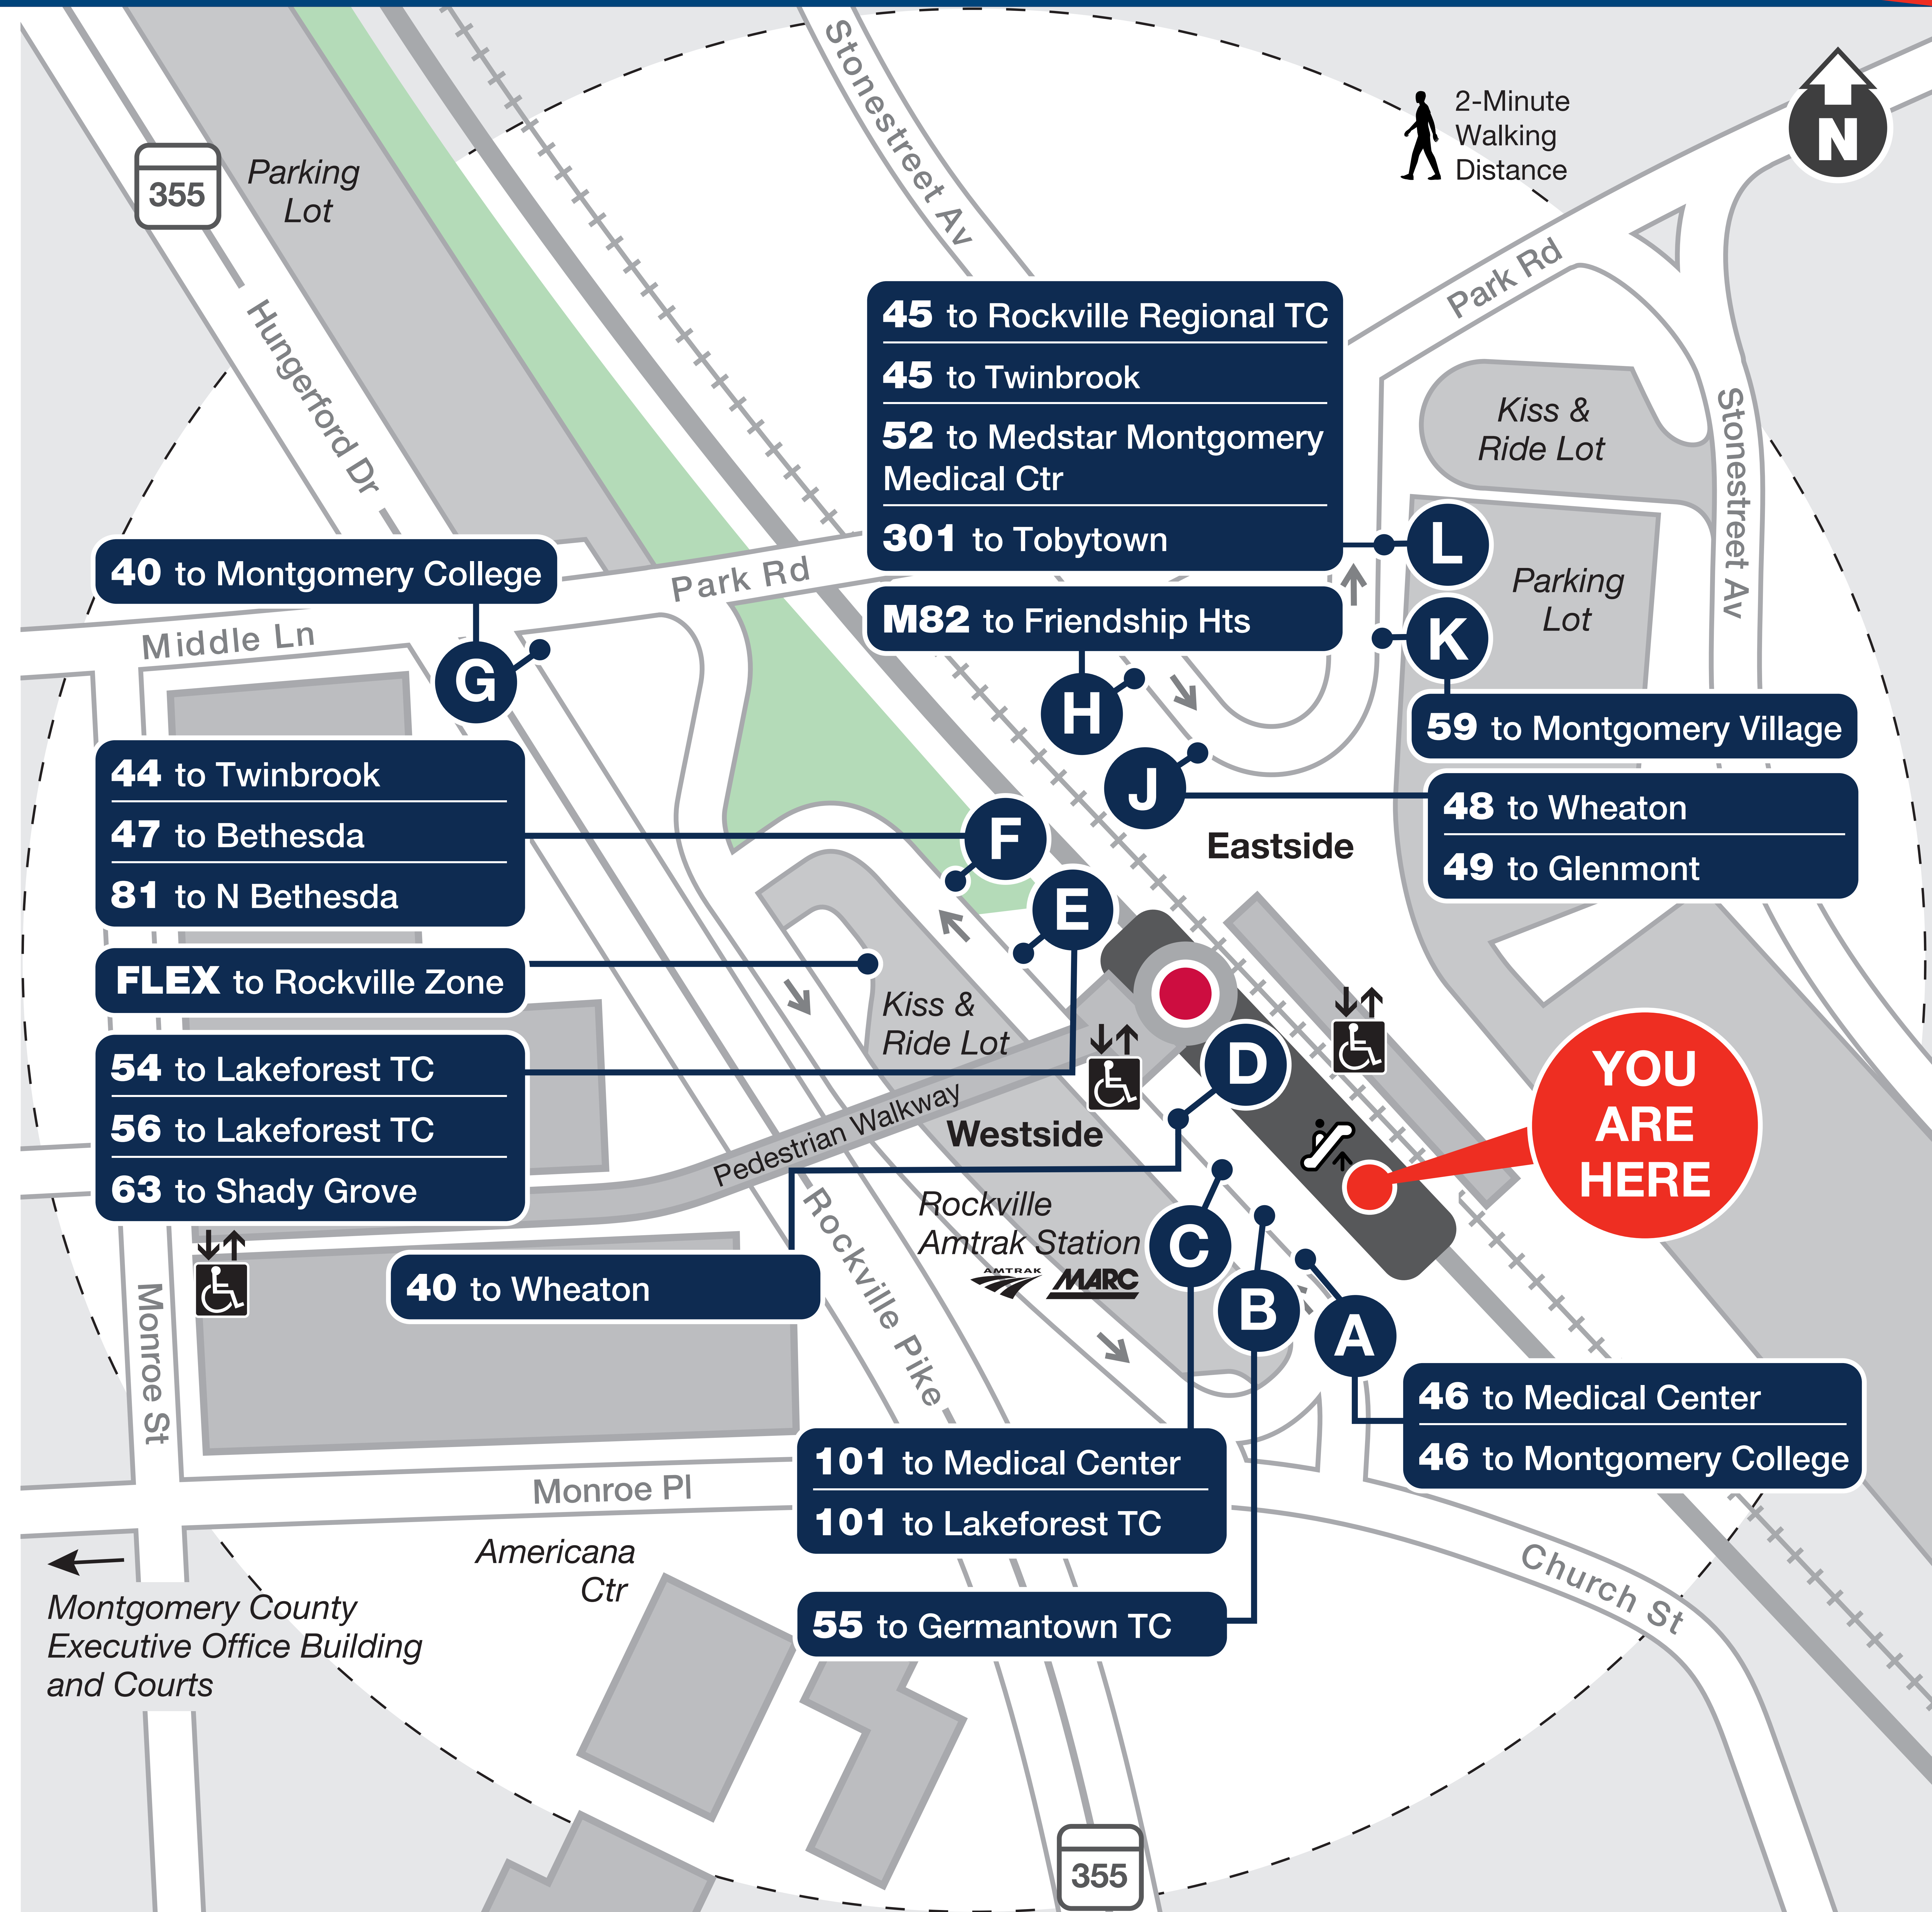 Stonestreet Av
2-Minute
Walking
Distance
N
355
Parking
Lot
Park Rd
Hungerford Dr
45 to Rockville Regional TC
45 to Twinbrook
52 to Medstar Montgomery
Medical Ctr
301 to Tobytown
Kiss &
Ride Lot
Stonestreet Av
L
40 to Montgomery College
Park Rd
Parking
Lot
M82 to Friendship Hts
K
Middle Ln
G
H
59 to Montgomery Village
44 to Twinbrook
47 to Bethesda
81 to N Bethesda
J
48 to Wheaton
49 to Glenmont
F
Eastside
E
FLEX to Rockville Zone
Kiss &
Ride Lot
54 to Lakeforest TC
56 to Lakeforest TC
63 to Shady Grove
D
YOU
ARE
HERE
Pedestrian Walkway
Westside
Rockville
Amtrak Station
AMTRAK
MARC
C
B
A
Rockville Pike
40 to Wheaton
Monroe St
46 to Medical Center
46 to Montgomery College
101 to Medical Center
101 to Lakeforest TC
Monroe Pl
Americana
Ctr
Church St
55 to Germantown TC
Montgomery County
Executive Office Building
and Courts
355